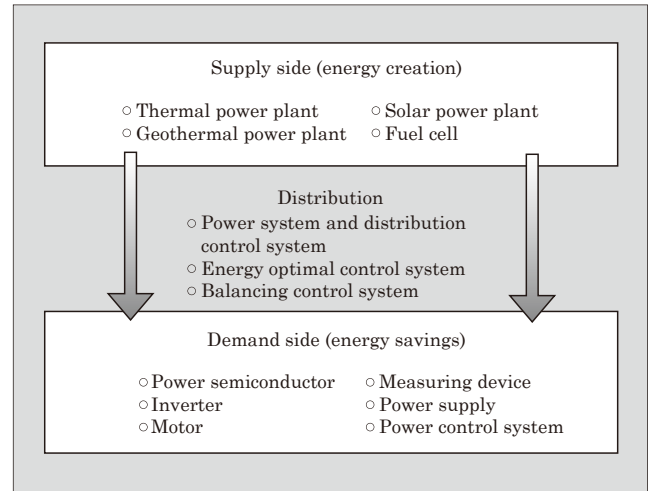 Supply side (energy creation)
○ Thermal power plant ○ Solar power plant
○ Geothermal power plant ○ Fuel cell
Distribution
○ Power system and distribution
control system
○ Energy optimal control system
○ Balancing control system
Demand side (energy savings)
○ Power semiconductor ○ Measuring device
○ Inverter ○ Power supply
○ Motor ○ Power control system